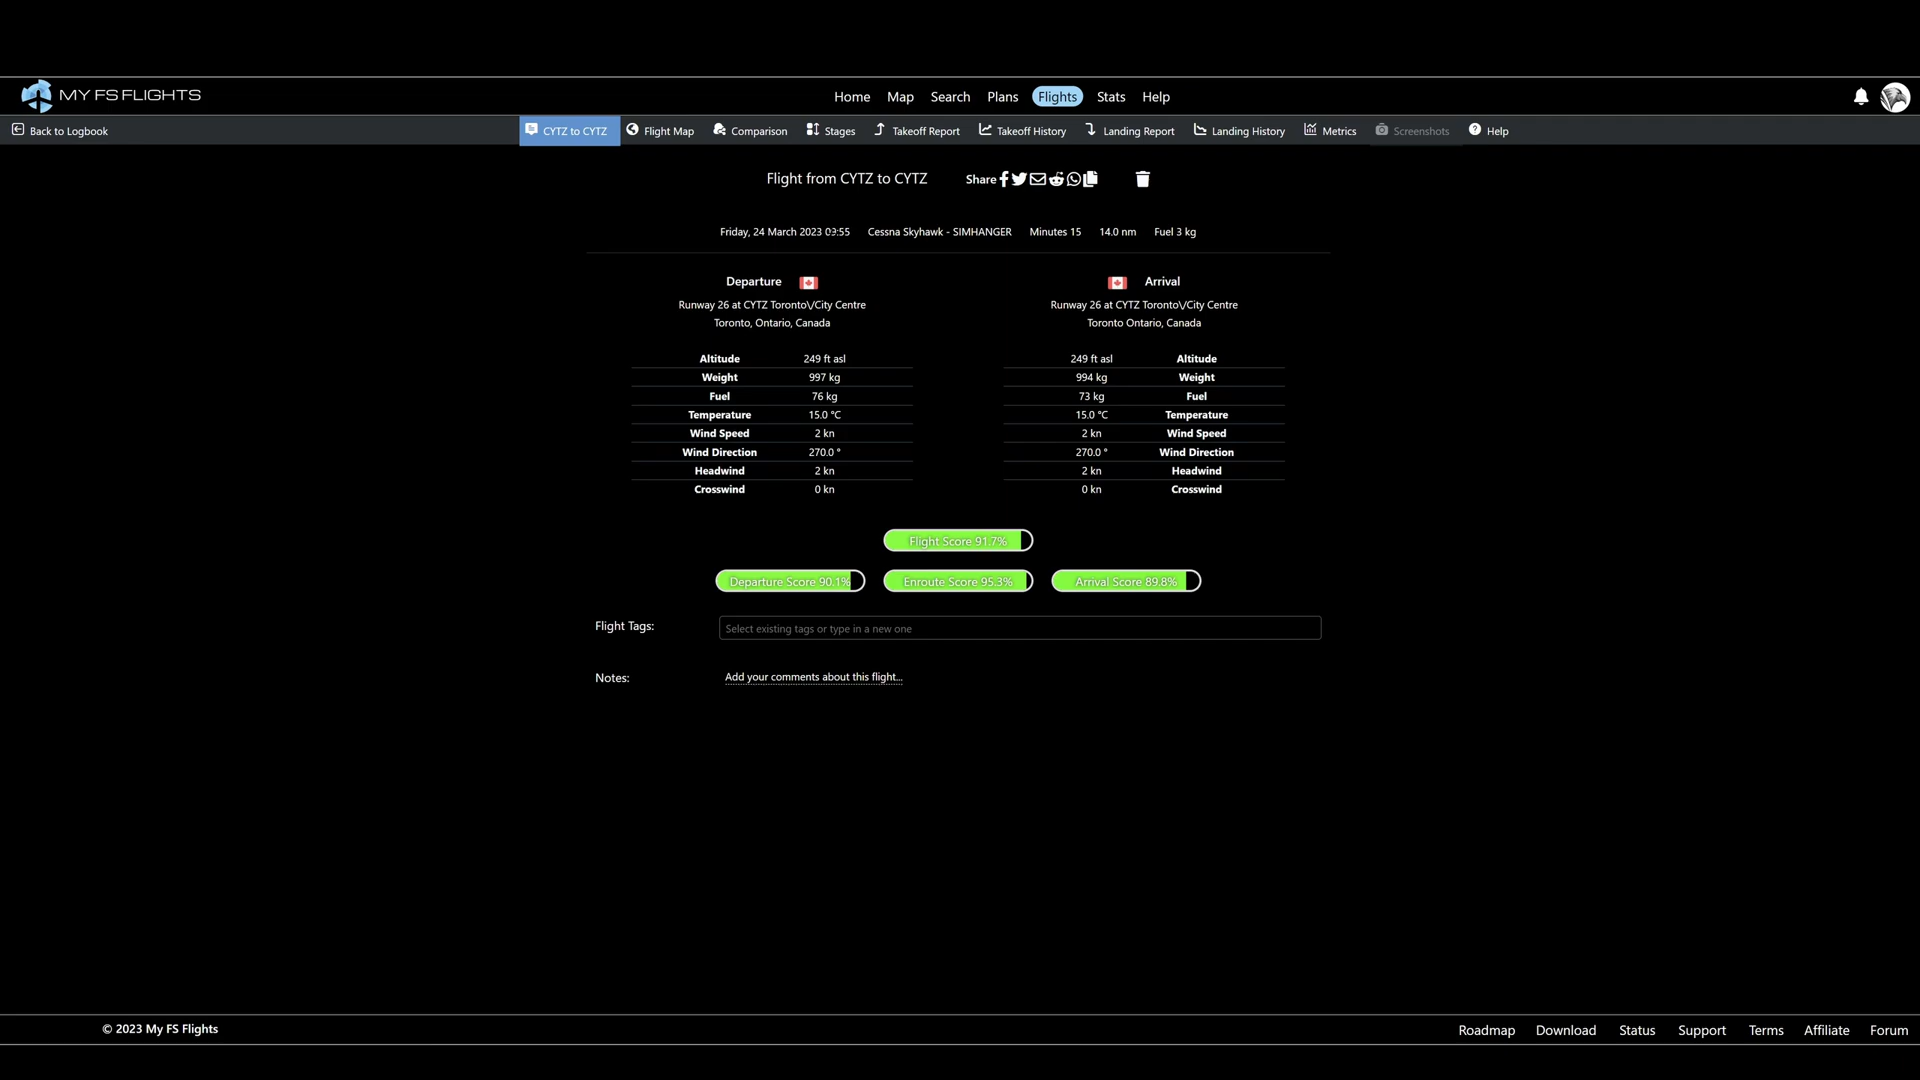 MY FS FLIGHTS
Home Map Search Plans Flights Stats Help
Back to Logbook
CYTZ to CYTZ Flight Map Comparison Stages Takeoff Report Takeoff History Landing Report Landing History Metrics Screenshots Help
Flight from CYTZ to CYTZ Share
Friday, 24 March 2023 Cessna Skyhawk - SIMHANGER Minutes 15 14.0 nm Fuel 3 kg
Departure Arrival
Runway 26 at CYTZ Toronto\/City Centre Runway 26 at CYTZ Toronto\/City Centre
Toronto, Ontario, Canada Toronto Ontario, Canada
Altitude 249 ft asl 249 ft asl Altitude
Weight 997 kg 994 kg Weight
Fuel 76 kg 73 kg Fuel
Temperature 15.0 °C 15.0 °C Temperature
Wind Speed 2 kn 2 kn Wind Speed
Wind Direction 270.0 ° 270.0 ° Wind Direction
Headwind 2 kn 2 kn Headwind
Crosswind 0 kn 0 kn Crosswind
Flight Score 91.7%
Departure Score 90.1% Enroute Score 95.3% Arrival Score 89.8%
Flight Tags: Select existing tags or type in a new one
Notes: Add your comments about this flight...
© 2023 My FS Flights
Roadmap Download Status Support Terms Affiliate Forum